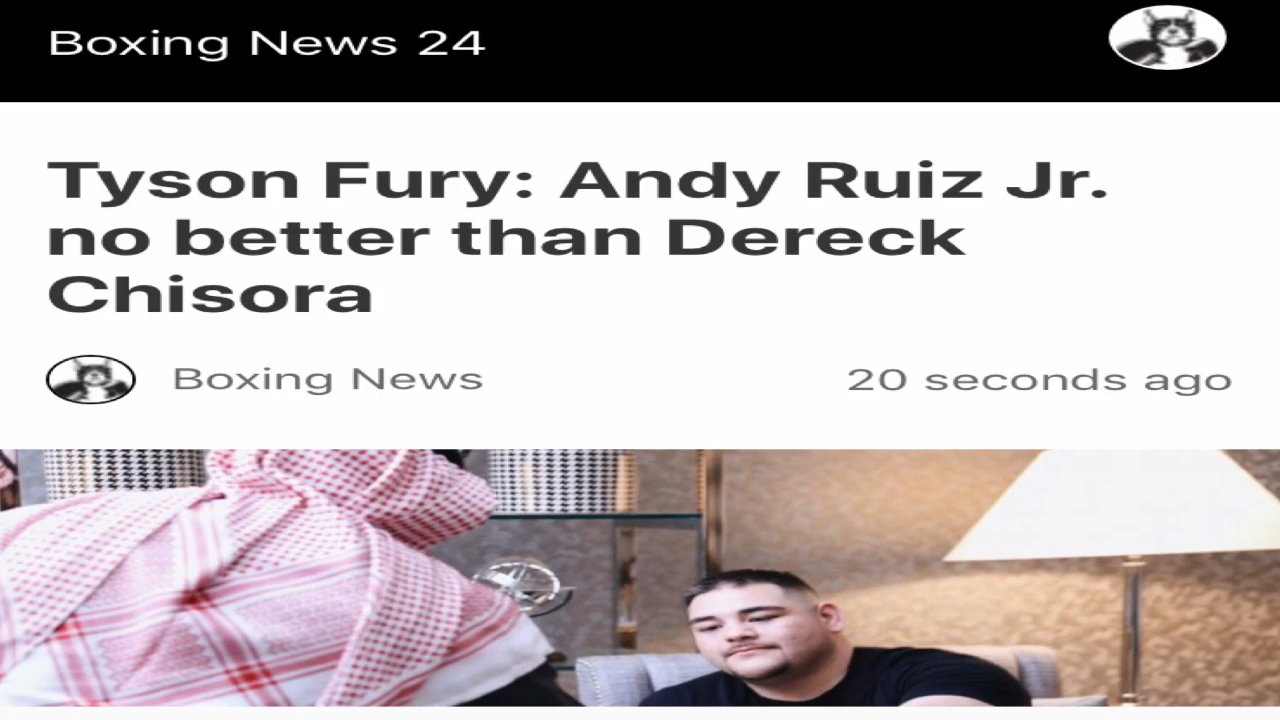 Boxing News 24
Tyson Fury: Andy Ruiz Jr.
no better than Dereck
Chisora
Boxing News
20 seconds ago